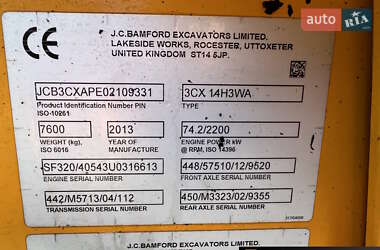 auto RIA
CE
J.C.BAMFORD EXCAVATORS LIMITED.
LAKESIDE WORKS, ROCESTER, UTTOXETER
UNITED KINGDOM ST14 5JP.
JCB3CXAPE02109331
3CX 14H3WA
Product Identification Number PIN
TYPE
ISO-10261
7600
2013
74.2/2200
WEIGHT (kg),
YEAR OF
ENGINE POWER kW
ISO 6016
MANUFACTURE
@ RPM, ISO 14396
SF320/40543U0316613
448/57510/12/9520
ENGINE SERIAL NUMBER
FRONT AXLE SERIAL NUMBER
442/M5713/04/112
450/M3323/02/9355
TRANSMISSION SERIAL NUMBER
REAR AXLE SERIAL NUMBER
J.C.BAMFORD EXCAVATORS LIMITED.